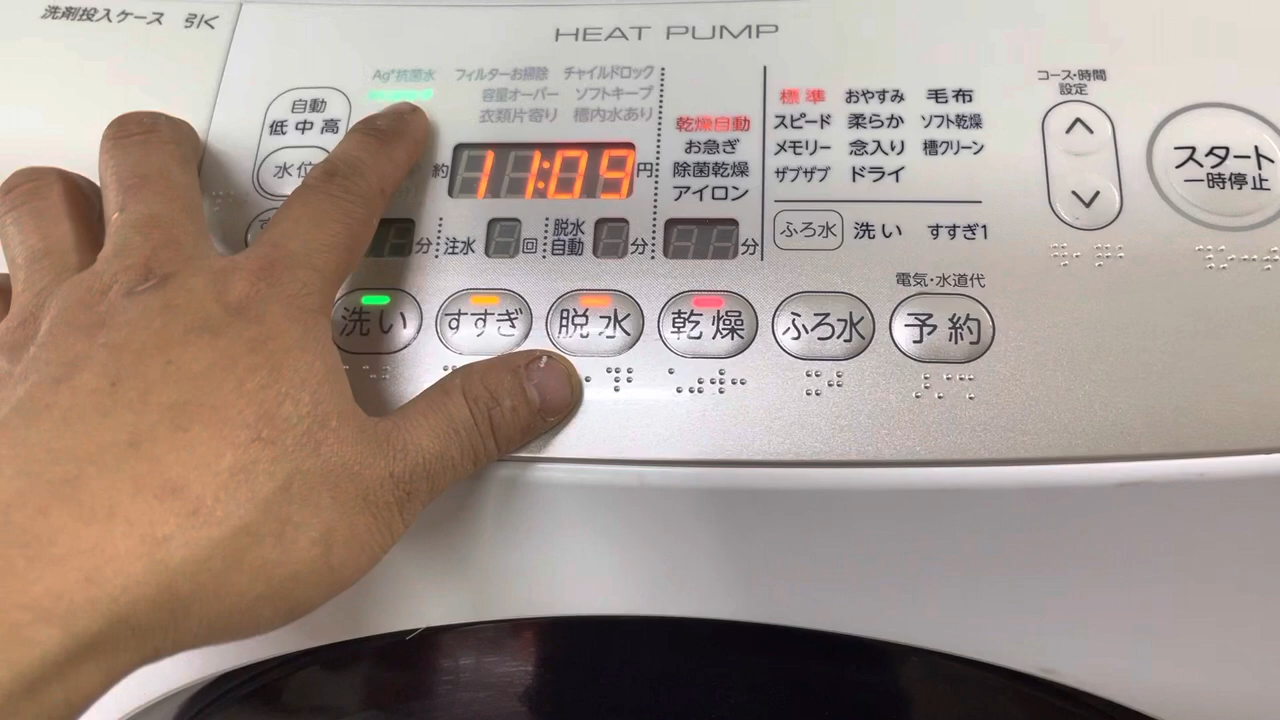 洗剤投入ケース 引く
HEAT PUMP
Ag⁺抗菌水
フィルターお掃除 チャイルドロック
容量オーバー ソフトキープ
衣類片寄り 槽内水あり
自動
低 中 高
水位
約 11:09 円
乾燥自動
お急ぎ
除菌乾燥
アイロン
標準 おやすみ 毛布
スピード 柔らか ソフト乾燥
メモリー 念入り 槽クリーン
ザブザブ ドライ
ふろ水 洗い すすぎ1
コース・時間
設定
スタート
一時停止
分 注水 回 脱水 分 分
自動
電気・水道代
洗い すすぎ 脱水 乾燥 ふろ水 予約